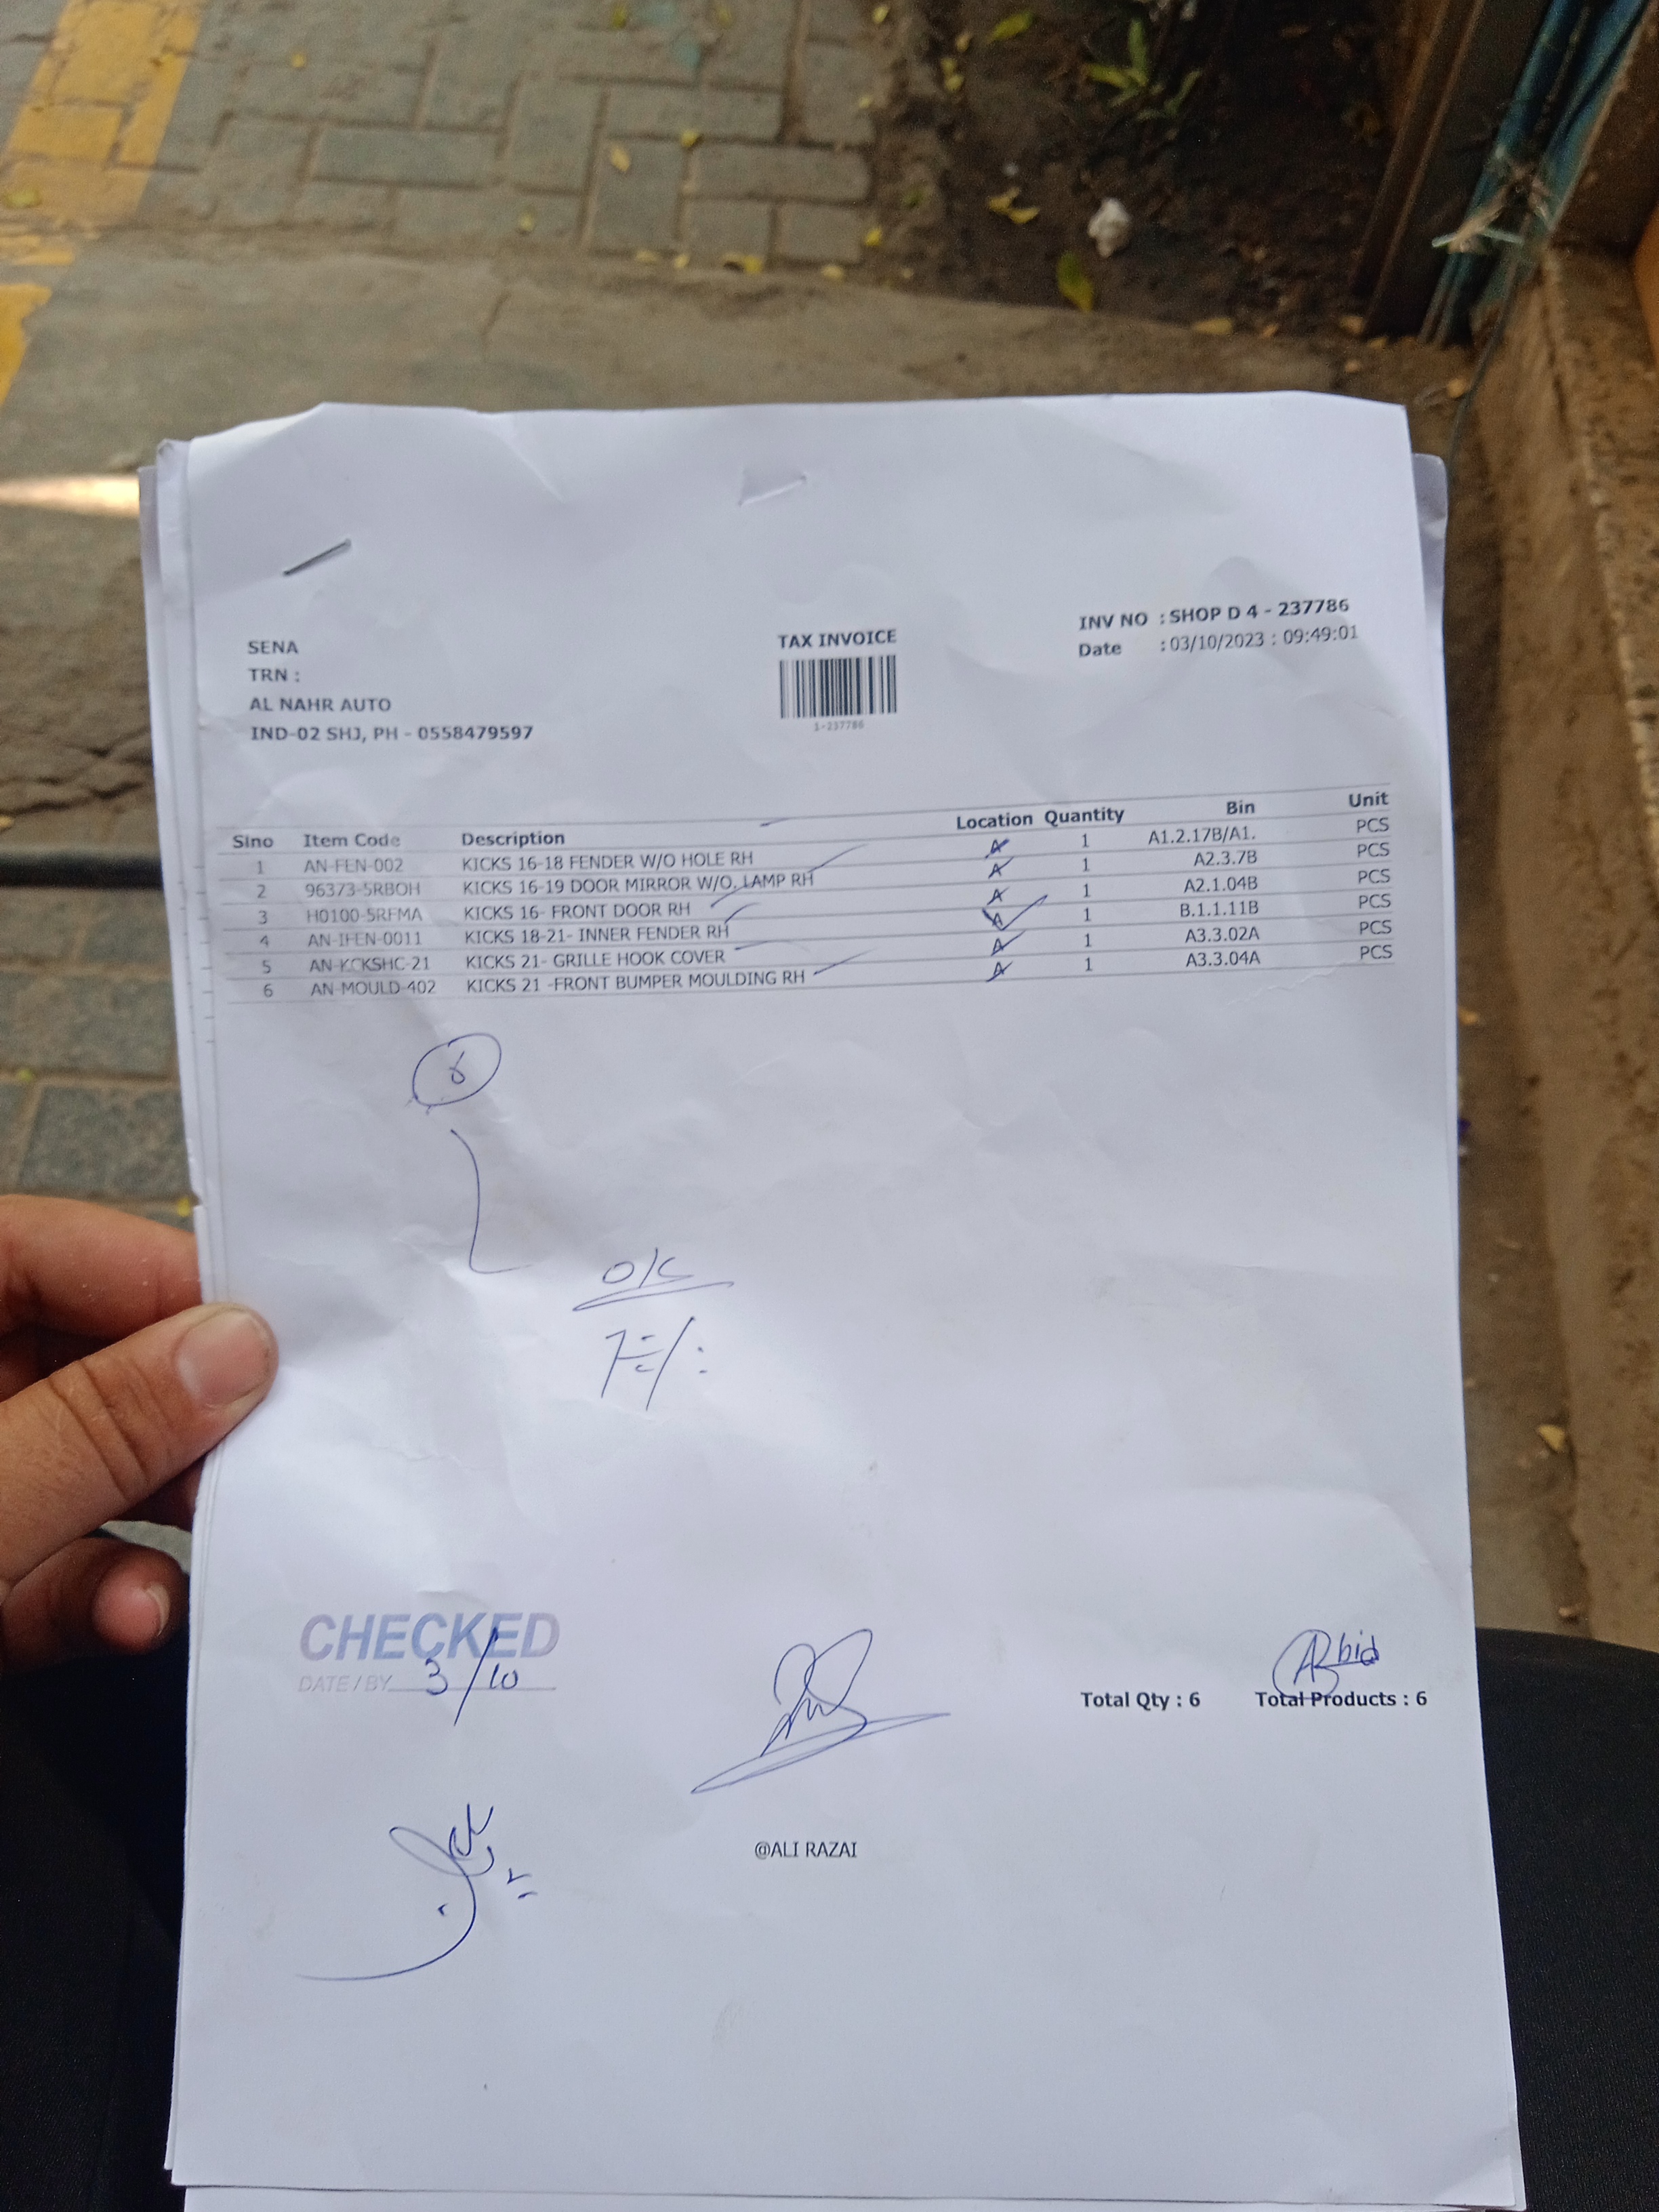 SENA
TRN :
AL NAHR AUTO
IND-02 SHJ, PH - 0558479597
TAX INVOICE
1-237786
INV NO : SHOP D 4 - 237786
Date : 03/10/2023 : 09:49:01
Slno Item Code Description Location Quantity Bin Unit
1 AN-FEN-002 KICKS 16-18 FENDER W/O HOLE RH A 1 A1.2.17B/A1. PCS
2 96373-5RBOH KICKS 16-19 DOOR MIRROR W/O. LAMP RH A 1 A2.3.7B PCS
3 H0100-5RFMA KICKS 16- FRONT DOOR RH A 1 A2.1.04B PCS
4 AN-IFEN-0011 KICKS 18-21- INNER FENDER RH A 1 B.1.1.11B PCS
5 AN-KCKSHC-21 KICKS 21- GRILLE HOOK COVER A 1 A3.3.02A PCS
6 AN-MOULD-402 KICKS 21 -FRONT BUMPER MOULDING RH A 1 A3.3.04A PCS
OK
CHECKED
DATE/BY 3/10
Total Qty : 6 Total Products : 6
@ALI RAZAI